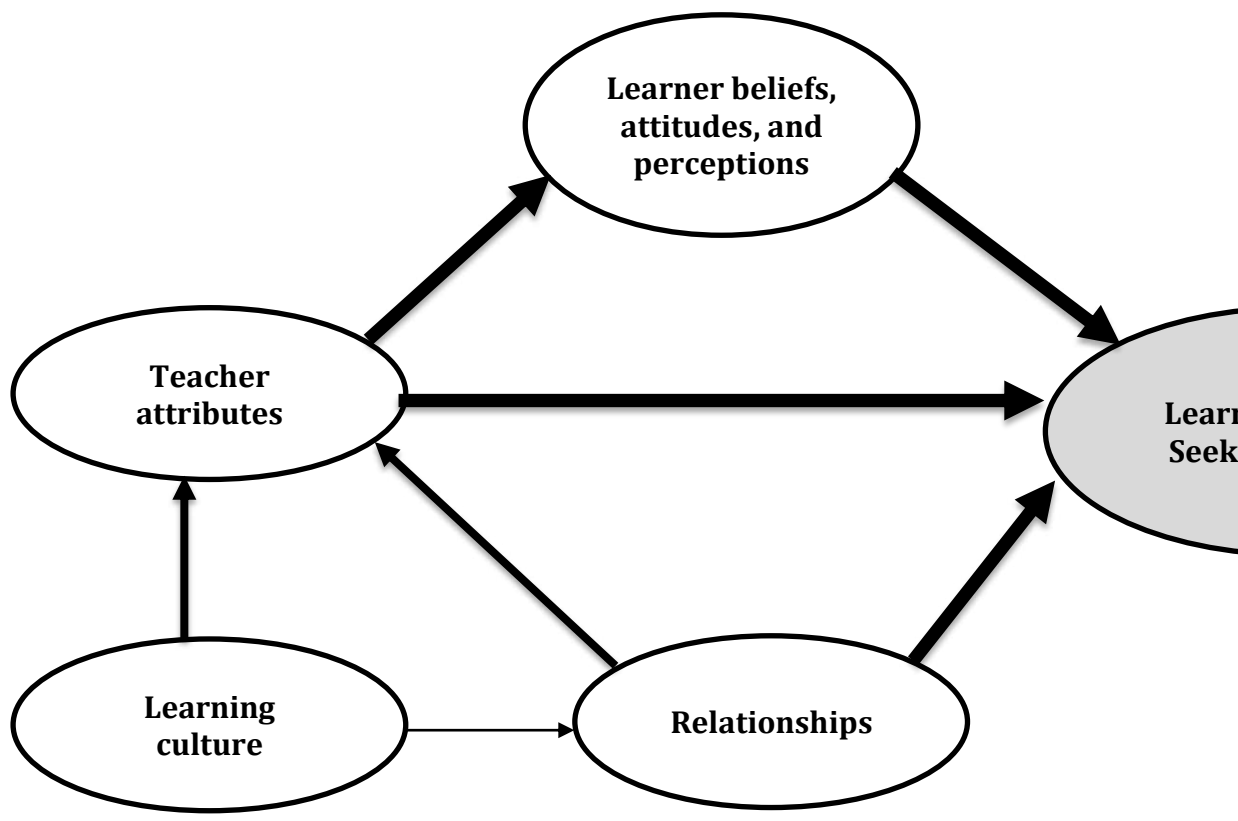 Learner beliefs,
attitudes, and
perceptions
Teacher
attributes
Learning
culture
Relationships